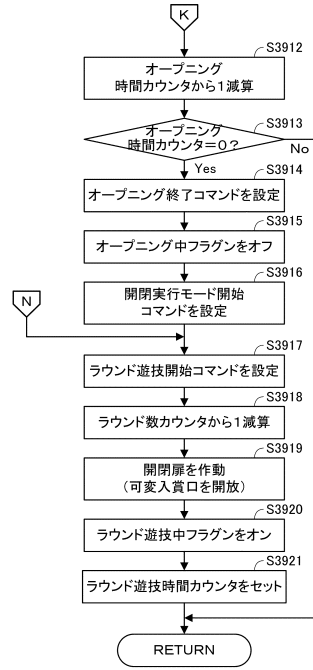 K
S3912
オープニング
時間カウンタから1減算
S3913
オープニング
時間カウンタ=0?
No
Yes
S3914
オープニング終了コマンドを設定
S3915
オープニング中フラグンをオフ
S3916
開閉実行モード開始
コマンドを設定
N
S3917
ラウンド遊技開始コマンドを設定
S3918
ラウンド数カウンタから1減算
S3919
開閉扉を作動
(可変入賞口を開放)
S3920
ラウンド遊技中フラグンをオン
S3921
ラウンド遊技時間カウンタをセット
RETURN